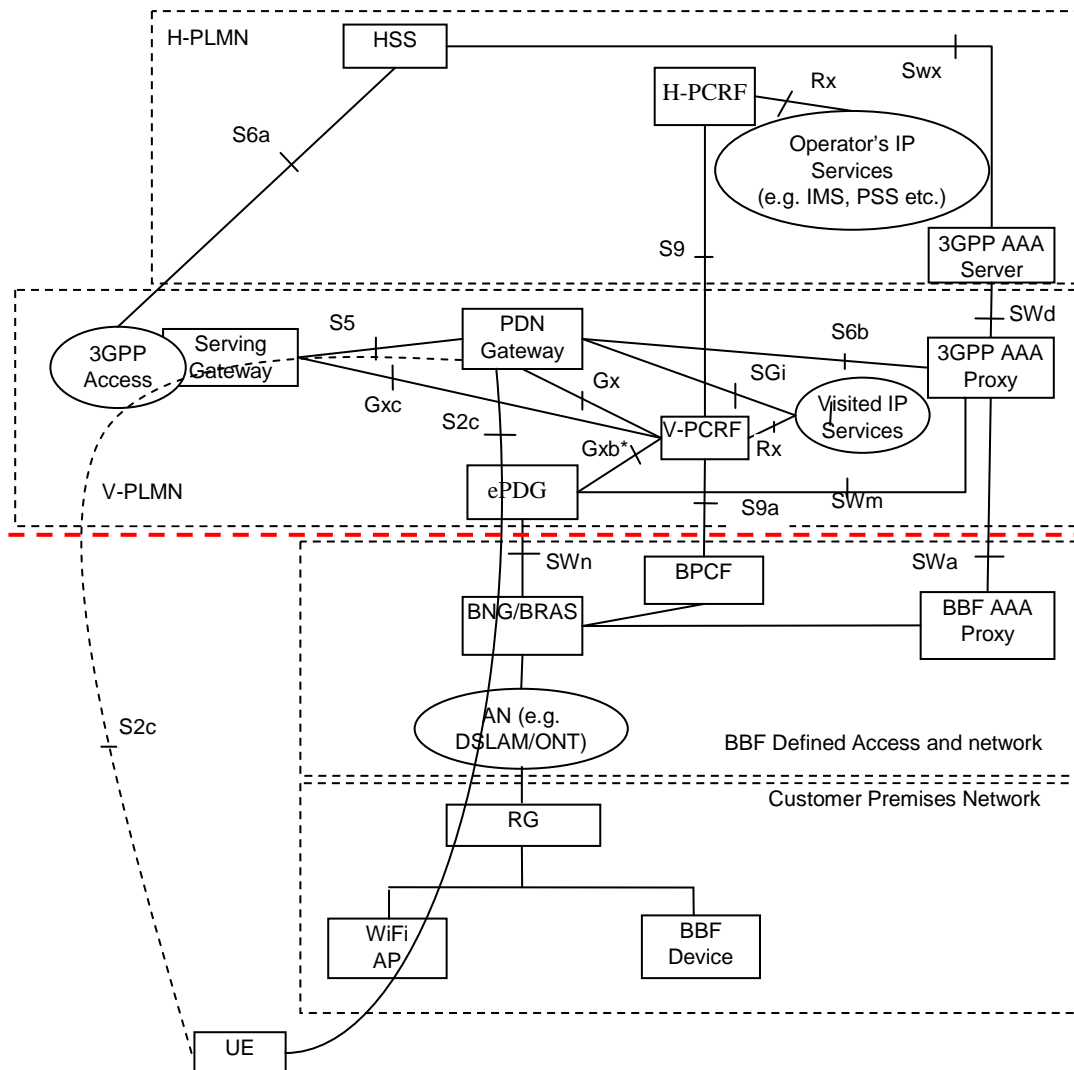 H-PLMN
HSS
Swx
Rx
H-PCRF
S6a
Operator's IP
Services
(e.g. IMS, PSS etc.)
S9
3GPP AAA
Server
S5
PDN
Gateway
S6b
SWd
3GPP
Access
Serving
Gateway
3GPP AAA
Proxy
Gxc
Gx
SGi
S2c
V-PCRF
Visited IP
Services
Gxb*
Rx
V-PLMN
ePDG
S9a
SWm
SWn
SWa
BPCF
BNG/BRAS
BBF AAA
Proxy
AN (e.g.
DSLAM/ONT)
S2c
BBF Defined Access and network
Customer Premises Network
RG
WiFi
AP
BBF
Device
UE